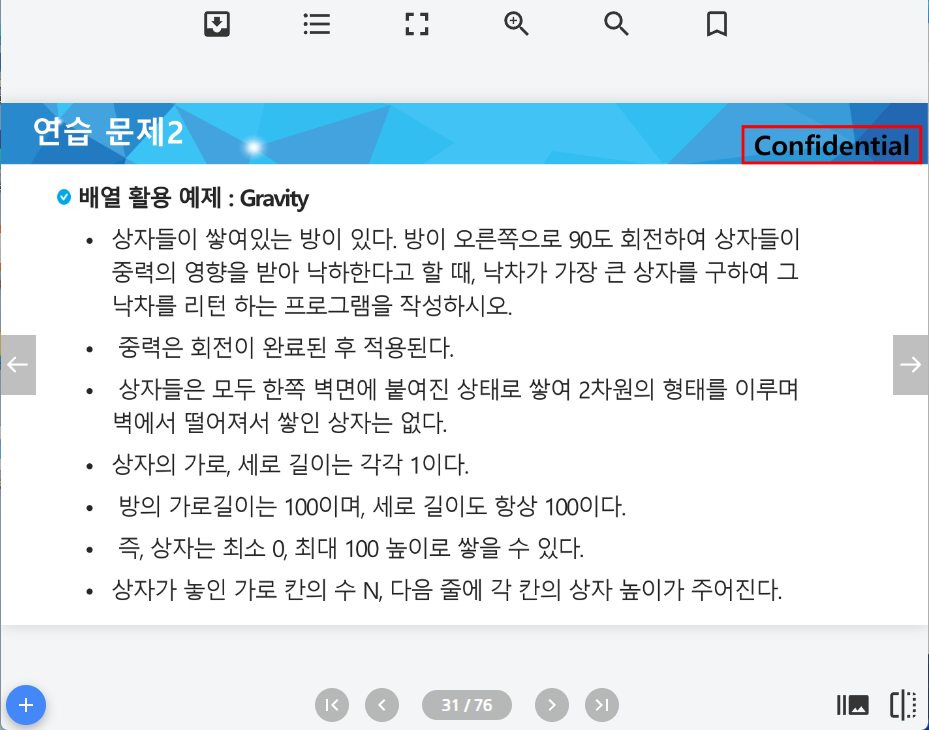 연습 문제2
Confidential
배열 활용 예제 : Gravity
• 상자들이 쌓여있는 방이 있다. 방이 오른쪽으로 90도 회전하여 상자들이
중력의 영향을 받아 낙하한다고 할 때, 낙차가 가장 큰 상자를 구하여 그
낙차를 리턴 하는 프로그램을 작성하시오.
• 중력은 회전이 완료된 후 적용된다.
• 상자들은 모두 한쪽 벽면에 붙여진 상태로 쌓여 2차원의 형태를 이루며
벽에서 떨어져서 쌓인 상자는 없다.
• 상자의 가로, 세로 길이는 각각 1이다.
• 방의 가로길이는 100이며, 세로 길이도 항상 100이다.
• 즉, 상자는 최소 0, 최대 100 높이로 쌓을 수 있다.
• 상자가 놓인 가로 칸의 수 N, 다음 줄에 각 칸의 상자 높이가 주어진다.
31 / 76